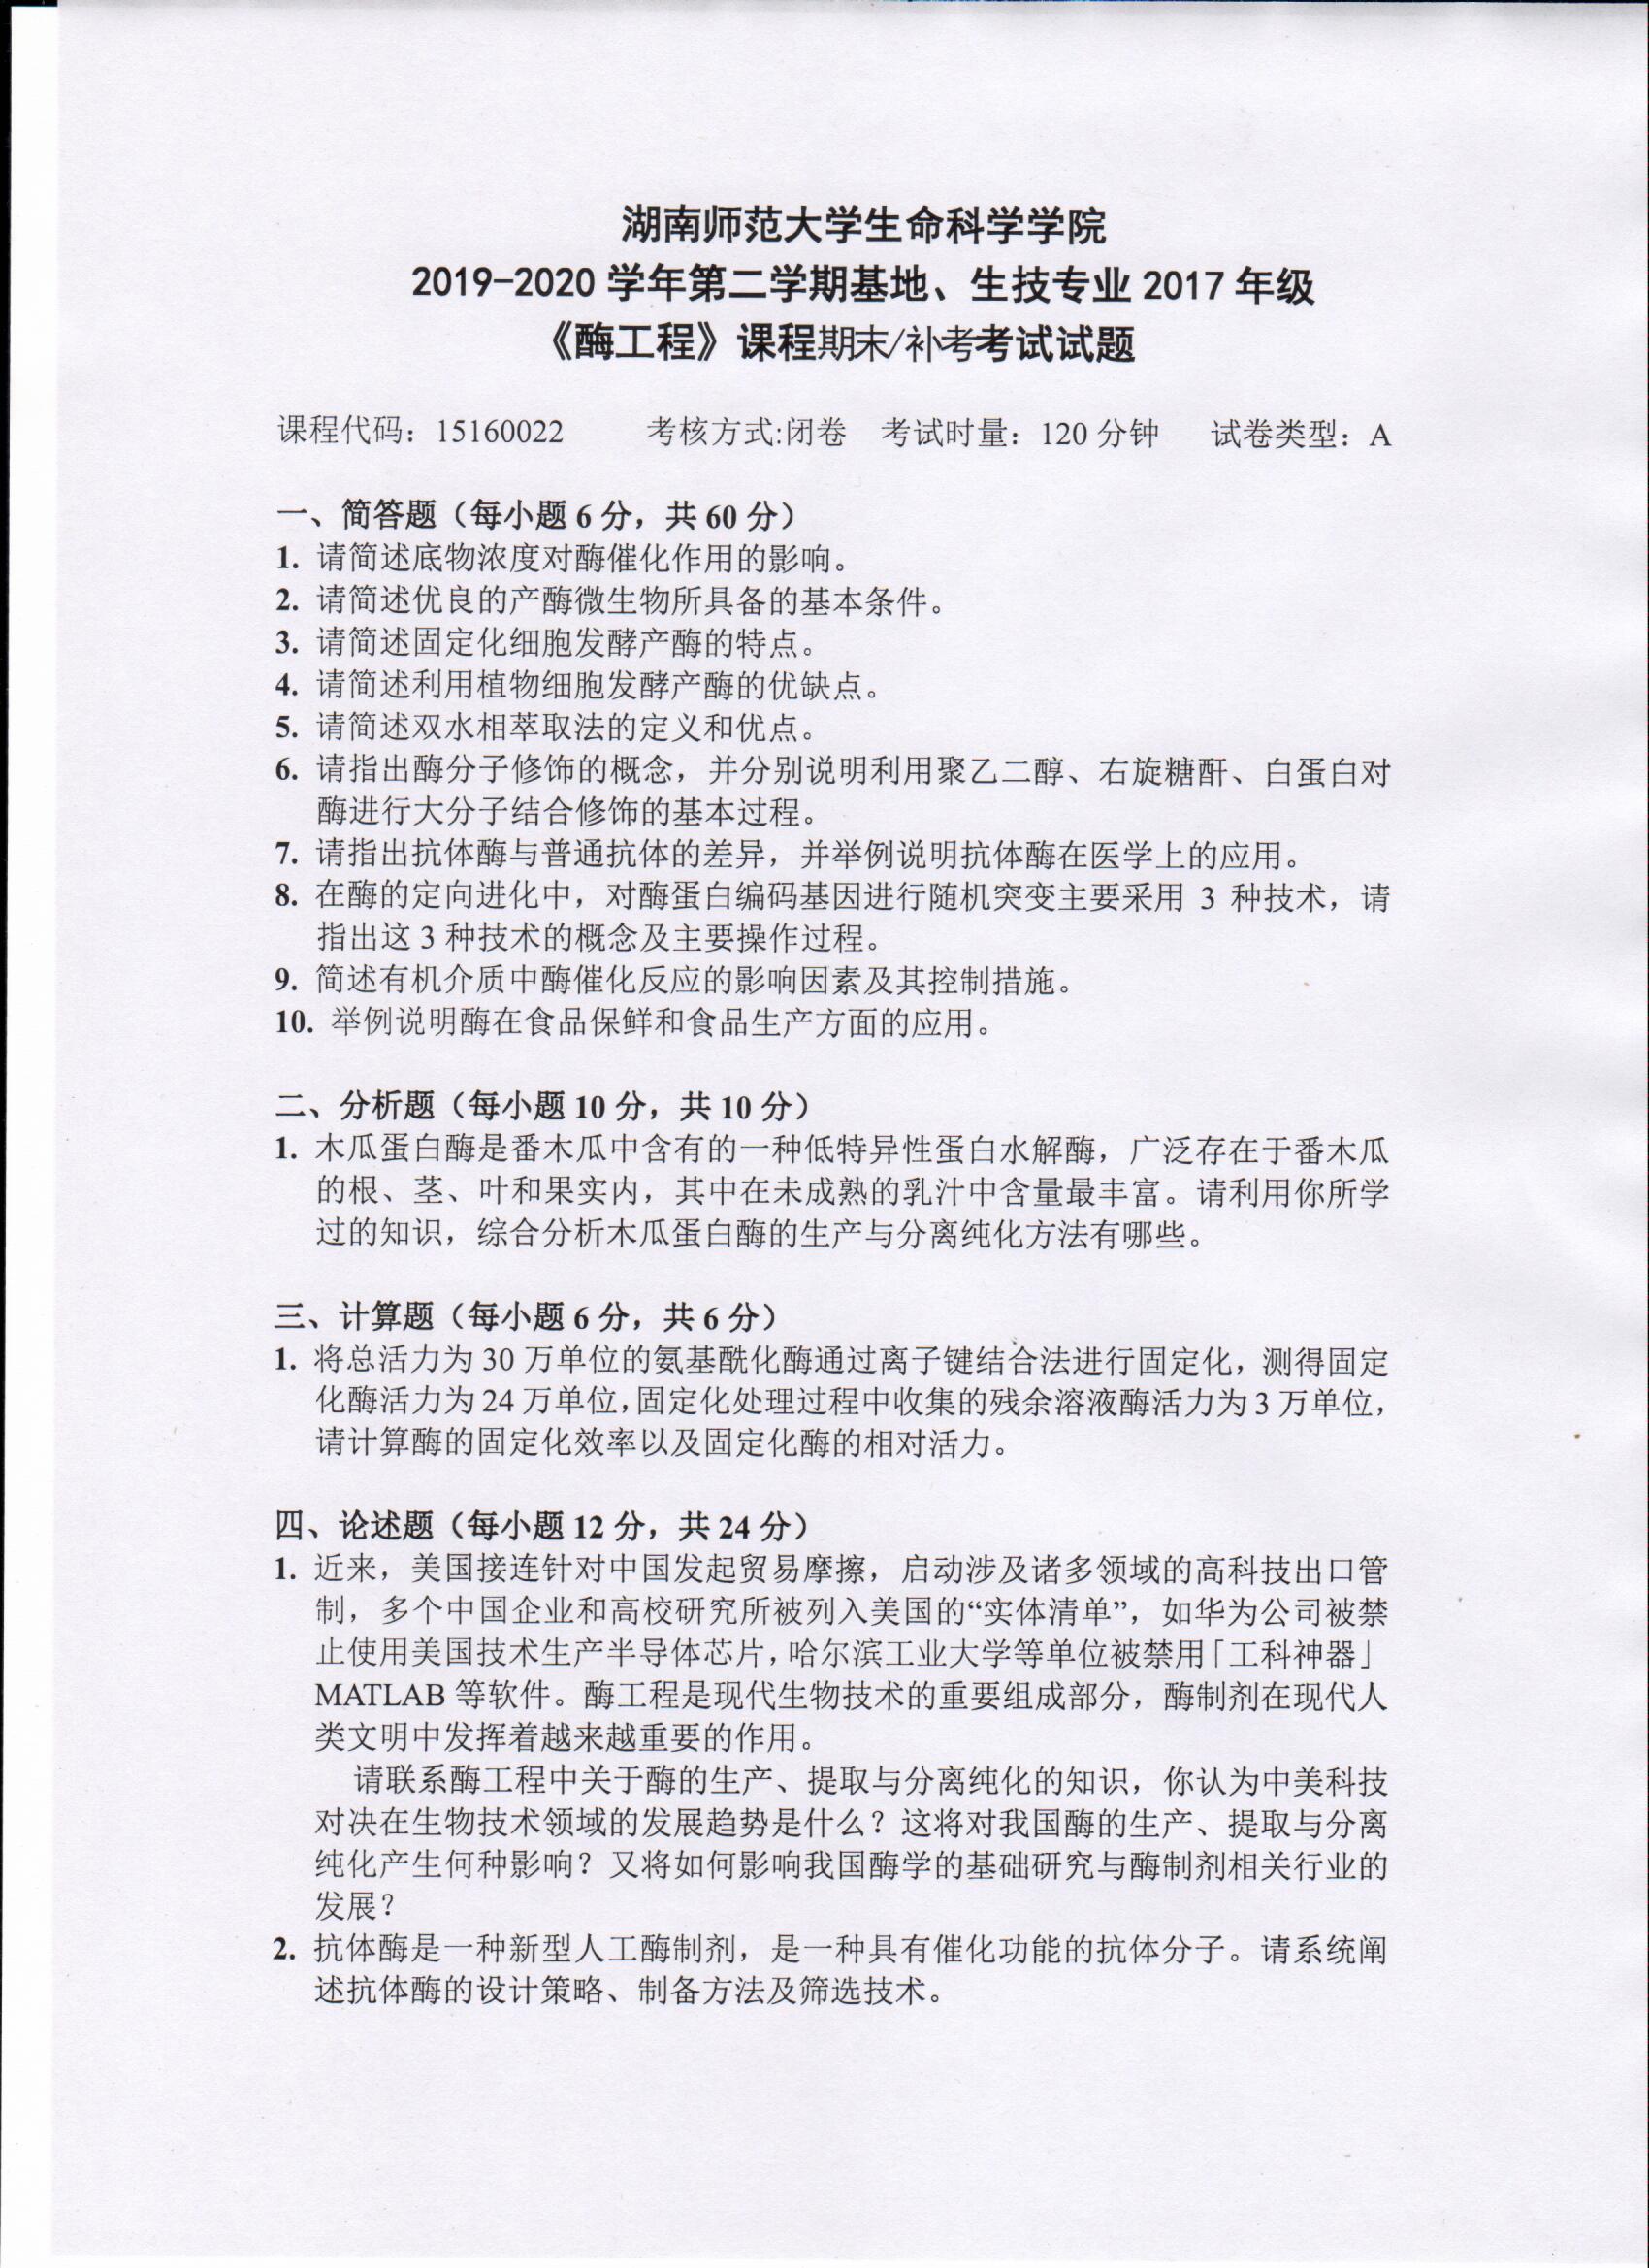 湖南师范大学生命科学学院
2019-2020 学年第二学期基地、生技专业 2017 年级
《酶工程》课程期末/补考考试试题
课程代码：15160022 考核方式:闭卷 考试时量：120 分钟 试卷类型：A
一、简答题（每小题 6 分，共 60 分）
1. 请简述底物浓度对酶催化作用的影响。
2. 请简述优良的产酶微生物所具备的基本条件。
3. 请简述固定化细胞发酵产酶的特点。
4. 请简述利用植物细胞发酵产酶的优缺点。
5. 请简述双水相萃取法的定义和优点。
6. 请指出酶分子修饰的概念，并分别说明利用聚乙二醇、右旋糖酐、白蛋白对
酶进行大分子结合修饰的基本过程。
7. 请指出抗体酶与普通抗体的差异，并举例说明抗体酶在医学上的应用。
8. 在酶的定向进化中，对酶蛋白编码基因进行随机突变主要采用 3 种技术，请
指出这 3 种技术的概念及主要操作过程。
9. 简述有机介质中酶催化反应的影响因素及其控制措施。
10. 举例说明酶在食品保鲜和食品生产方面的应用。
二、分析题（每小题 10 分，共 10 分）
1. 木瓜蛋白酶是番木瓜中含有的一种低特异性蛋白水解酶，广泛存在于番木瓜
的根、茎、叶和果实内，其中在未成熟的乳汁中含量最丰富。请利用你所学
过的知识，综合分析木瓜蛋白酶的生产与分离纯化方法有哪些。
三、计算题（每小题 6 分，共 6 分）
1. 将总活力为 30 万单位的氨基酰化酶通过离子键结合法进行固定化，测得固定
化酶活力为 24 万单位，固定化处理过程中收集的残余溶液酶活力为 3 万单位，
请计算酶的固定化效率以及固定化酶的相对活力。
四、论述题（每小题 12 分，共 24 分）
1. 近来，美国接连针对中国发起贸易摩擦，启动涉及诸多领域的高科技出口管
制，多个中国企业和高校研究所被列入美国的“实体清单”，如华为公司被禁
止使用美国技术生产半导体芯片，哈尔滨工业大学等单位被禁用「工科神器」
MATLAB 等软件。酶工程是现代生物技术的重要组成部分，酶制剂在现代人
类文明中发挥着越来越重要的作用。
请联系酶工程中关于酶的生产、提取与分离纯化的知识，你认为中美科技
对决在生物技术领域的发展趋势是什么？这将对我国酶的生产、提取与分离
纯化产生何种影响？又将如何影响我国酶学的基础研究与酶制剂相关行业的
发展？
2. 抗体酶是一种新型人工酶制剂，是一种具有催化功能的抗体分子。请系统阐
述抗体酶的设计策略、制备方法及筛选技术。